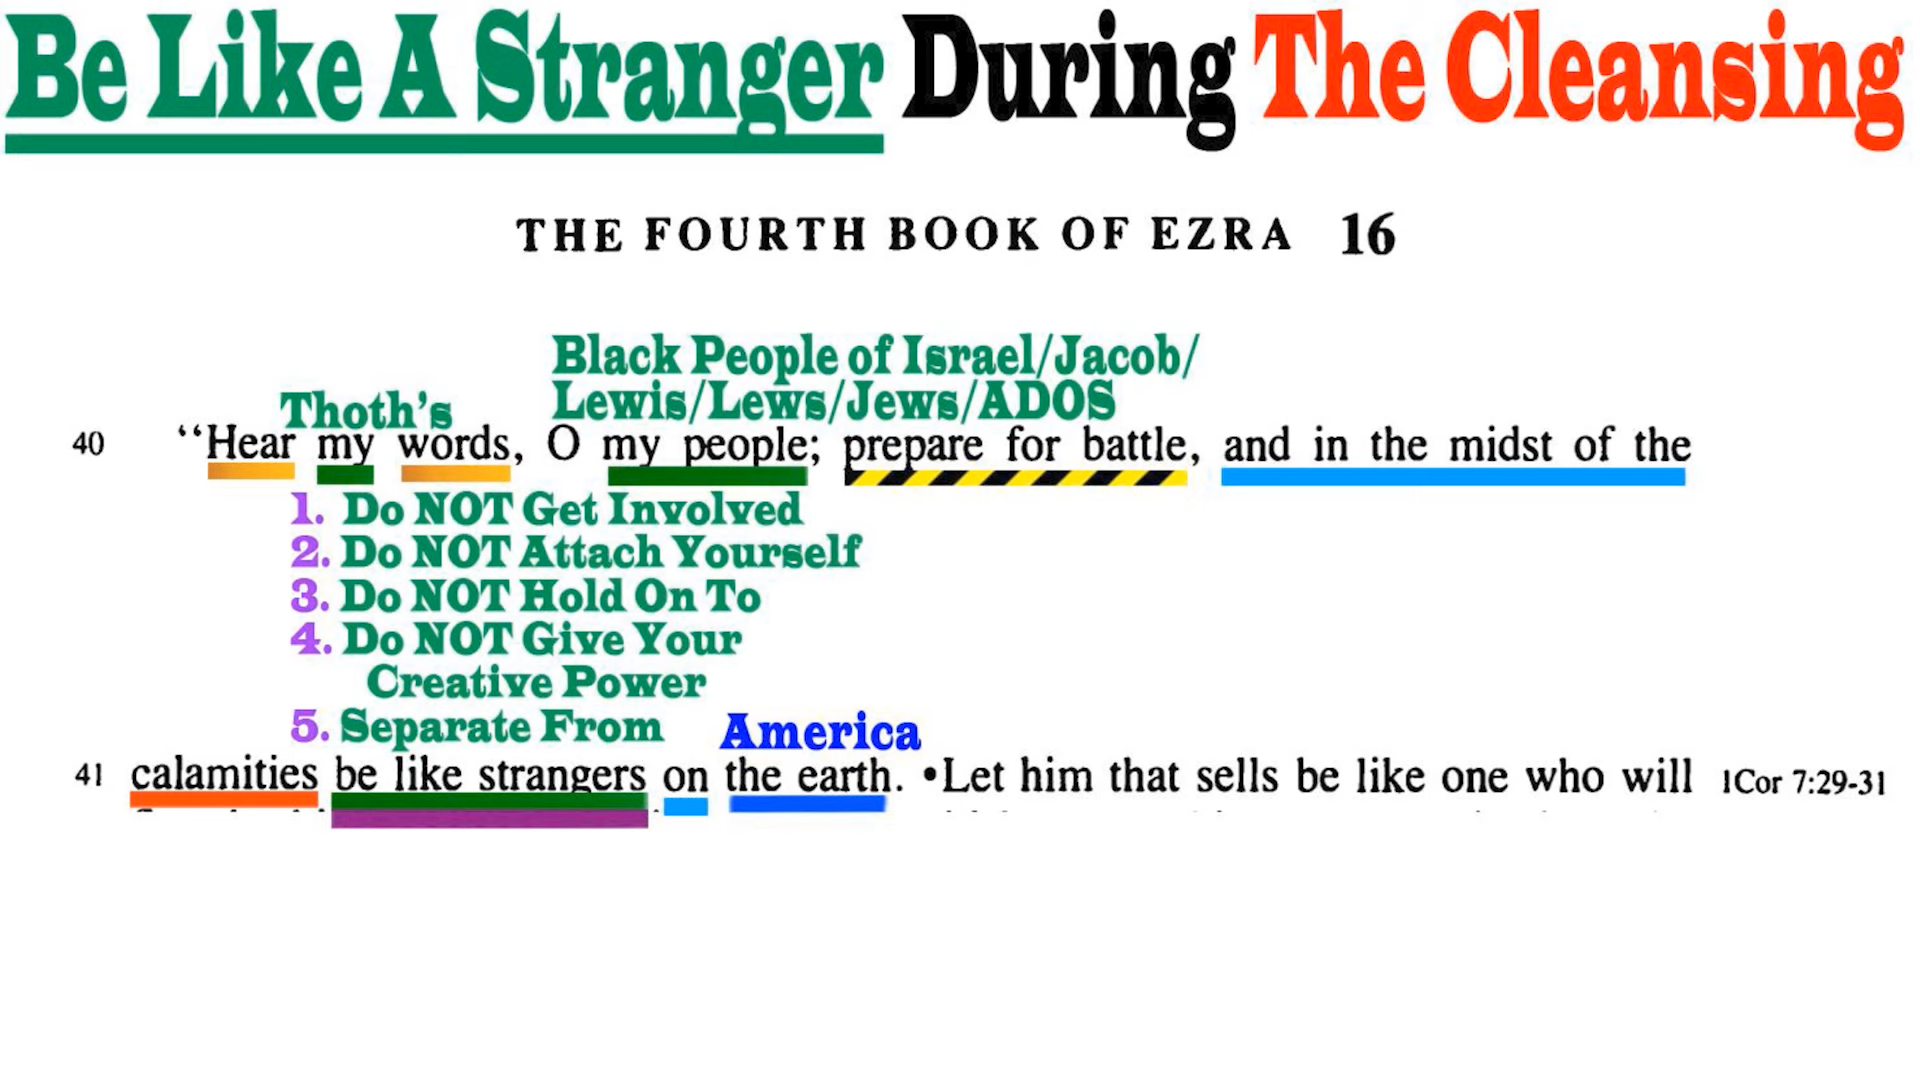 Be Like A Stranger During The Cleansing
THE FOURTH BOOK OF EZRA 16
Black People of Israel/Jacob/
Lewis/Lews/Jews/ADOS
Thoth's
40 “Hear my words, O my people; prepare for battle, and in the midst of the
1. Do NOT Get Involved
2. Do NOT Attach Yourself
3. Do NOT Hold On To
4. Do NOT Give Your
Creative Power
5. Separate From America
41 calamities be like strangers on the earth. •Let him that sells be like one who will 1Cor 7:29-31